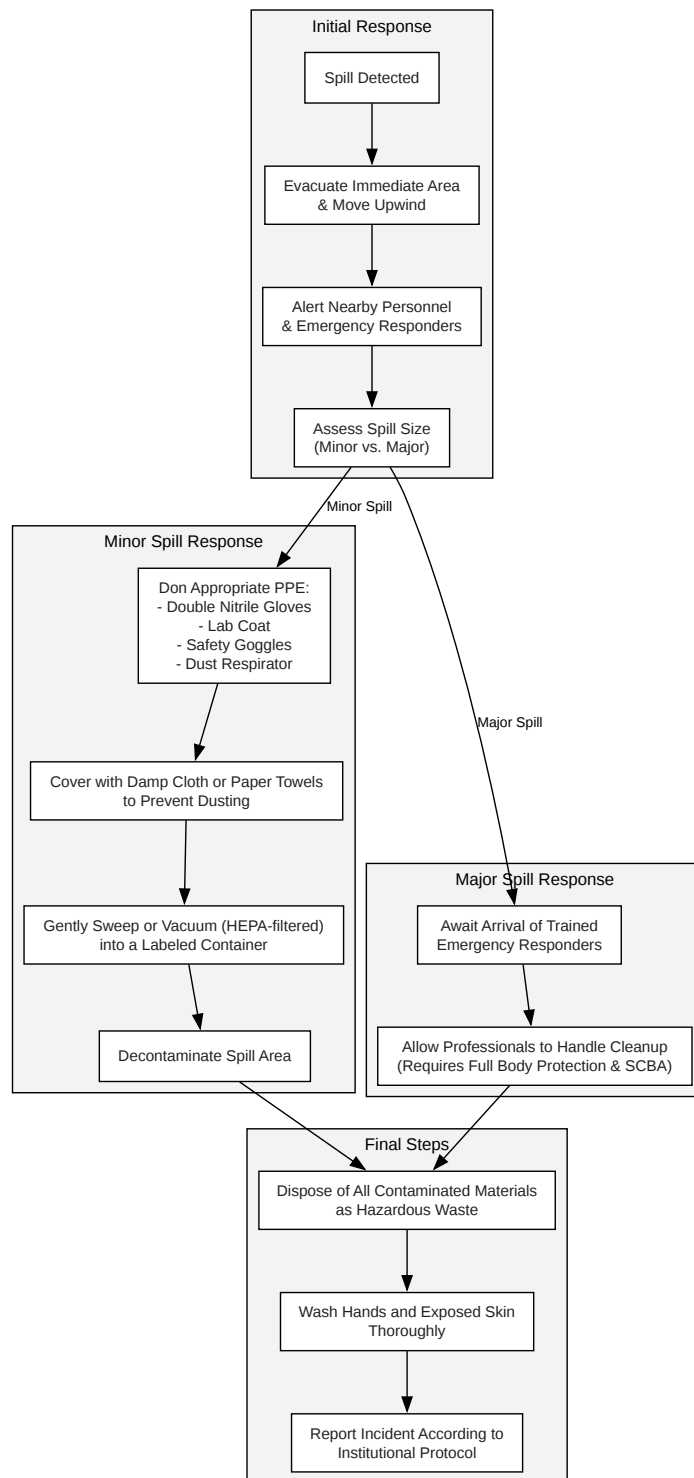 Initial Response
Spill Detected
Evacuate Immediate Area
& Move Upwind
Alert Nearby Personnel
& Emergency Responders
Assess Spill Size
(Minor vs. Major)
Minor Spill
Minor Spill Response
Don Appropriate PPE:
- Double Nitrile Gloves
- Lab Coat
- Safety Goggles
- Dust Respirator
Major Spill
Cover with Damp Cloth or Paper Towels
to Prevent Dusting
Gently Sweep or Vacuum (HEPA-filtered)
into a Labeled Container
Decontaminate Spill Area
Major Spill Response
Await Arrival of Trained
Emergency Responders
Allow Professionals to Handle Cleanup
(Requires Full Body Protection & SCBA)
Final Steps
Dispose of All Contaminated Materials
as Hazardous Waste
Wash Hands and Exposed Skin
Thoroughly
Report Incident According to
Institutional Protocol